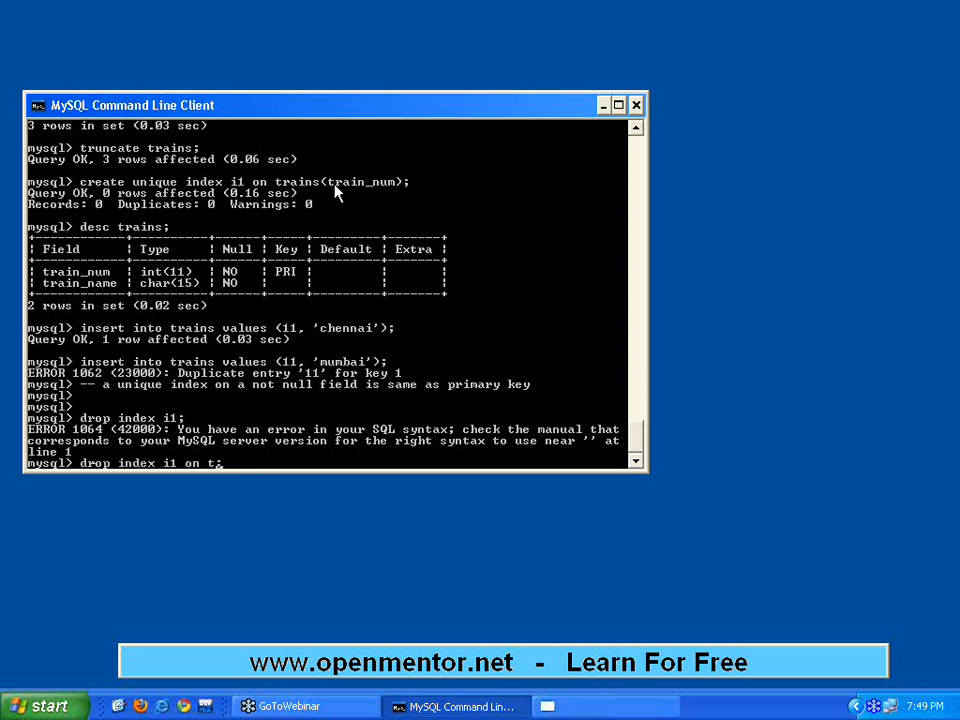 MySQL Command Line Client
3 rows in set (0.03 sec)
mysql> truncate trains;
Query OK, 3 rows affected (0.06 sec)
mysql> create unique index i1 on trains(train_num);
Query OK, 0 rows affected (0.16 sec)
Records: 0  Duplicates: 0  Warnings: 0
mysql> desc trains;
+------------+----------+------+-----+---------+-------+
| Field      | Type     | Null | Key | Default | Extra |
+------------+----------+------+-----+---------+-------+
| train_num  | int(11)  | NO   | PRI |         |       |
| train_name | char(15) | NO   |     |         |       |
+------------+----------+------+-----+---------+-------+
2 rows in set (0.02 sec)
mysql> insert into trains values (11, 'chennai');
Query OK, 1 row affected (0.03 sec)
mysql> insert into trains values (11, 'mumbai');
ERROR 1062 (23000): Duplicate entry '11' for key 1
mysql> -- a unique index on a not null field is same as primary key
mysql>
mysql>
mysql> drop index i1;
ERROR 1064 (42000): You have an error in your SQL syntax; check the manual that
corresponds to your MySQL server version for the right syntax to use near '' at
line 1
mysql> drop index i1 on t;
www.openmentor.net - Learn For Free
start
GoToWebinar
MySQL Command Lin...
7:49 PM